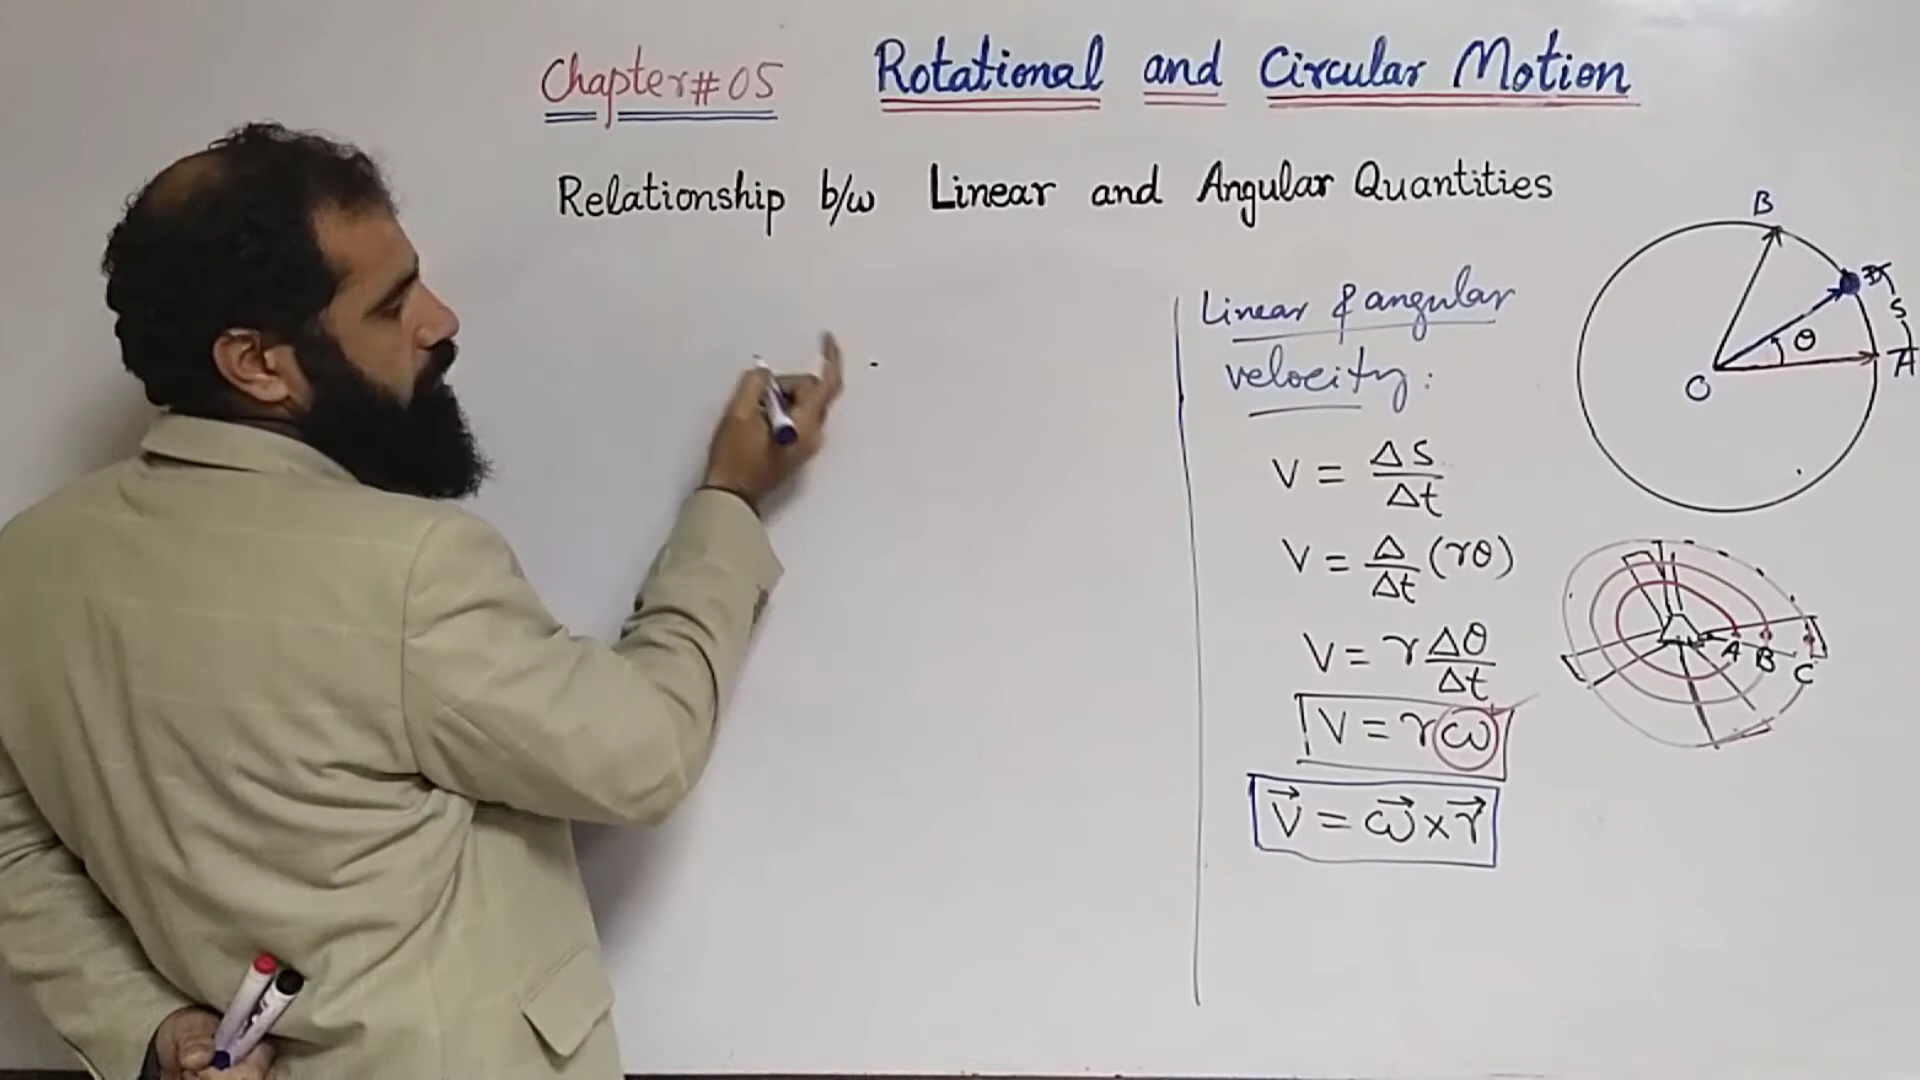 Chapter#05 Rotational and Circular Motion
Relationship b/w Linear and Angular Quantities
Linear & angular
velocity:
V = ΔS/Δt
V = Δ/Δt (rθ)
V = r Δθ/Δt
V = rω
V⃗ = ω⃗ × r⃗
B
S
θ
A
O
A B C